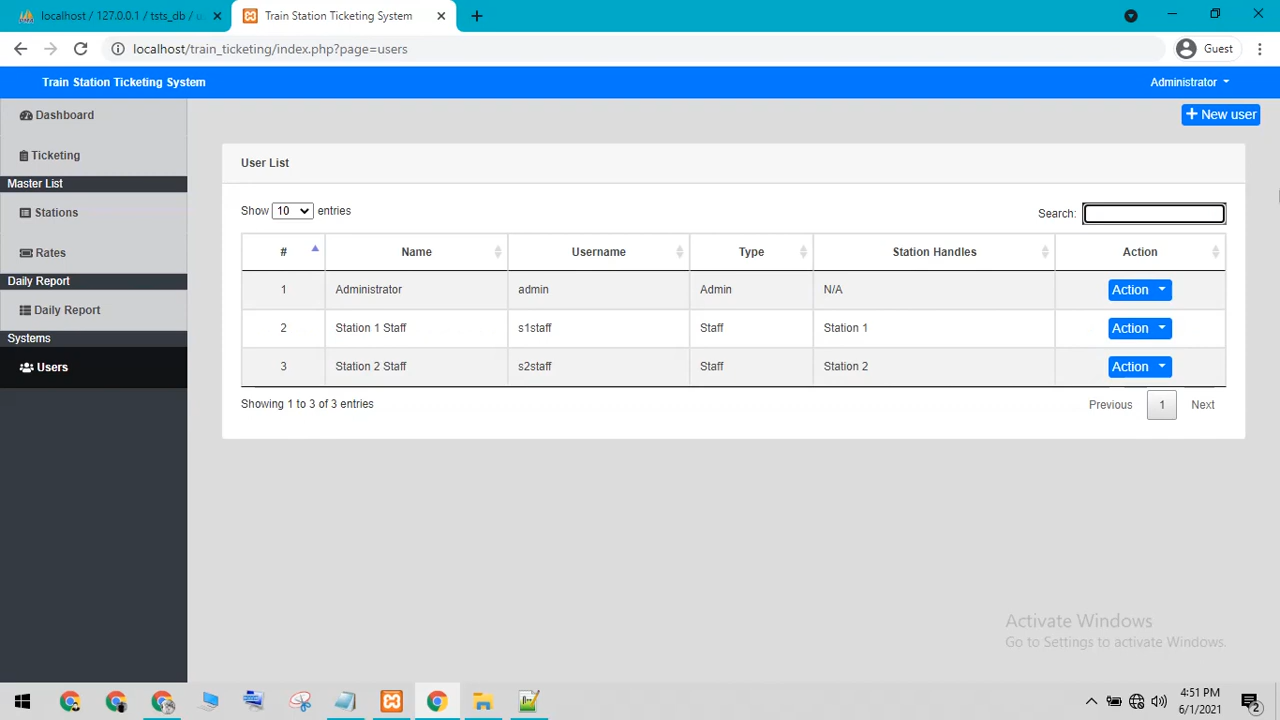 localhost / 127.0.0.1 / tsts_db / u
Train Station Ticketing System
localhost/train_ticketing/index.php?page=users
Guest
Train Station Ticketing System
Administrator
Dashboard
Ticketing
Master List
Stations
Rates
Daily Report
Daily Report
Systems
Users
+ New user
User List
Show 10 entries
Search:
# Name Username Type Station Handles Action
1 Administrator admin Admin N/A Action
2 Station 1 Staff s1staff Staff Station 1 Action
3 Station 2 Staff s2staff Staff Station 2 Action
Showing 1 to 3 of 3 entries
Previous 1 Next
Activate Windows
Go to Settings to activate Windows.
4:51 PM
6/1/2021
2